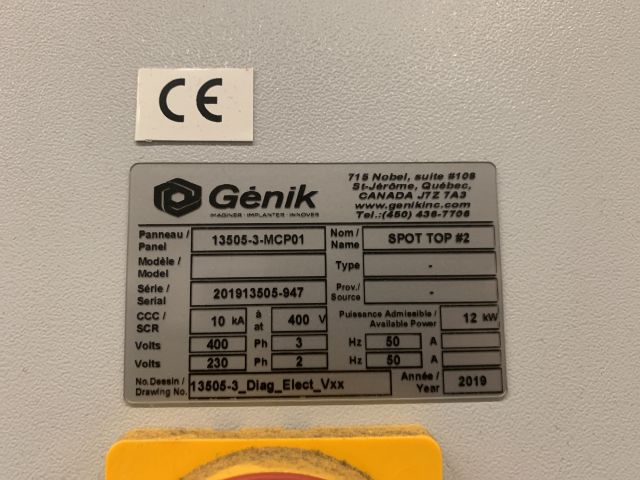 CE
Génik
IMAGINER - IMPLANTER - INNOVER
715 Nobel, suite #108
St-Jérôme, Québec,
CANADA J7Z 7A3
www.genikinc.com
Tel.:(450) 436-7706
Panneau / Panel 13505-3-MCP01 Nom / Name SPOT TOP #2
Modèle / Model Type -
Série / Serial 201913505-947 Prov./ Source -
CCC / SCR 10 kA à at 400 V Puissance Admissible / Available Power 12 kW
Volts 400 Ph 3 Hz 50 A
Volts 230 Ph 2 Hz 50 A
No.Dessin / Drawing No. 13505-3_Diag_Elect_Vxx Année / Year 2019